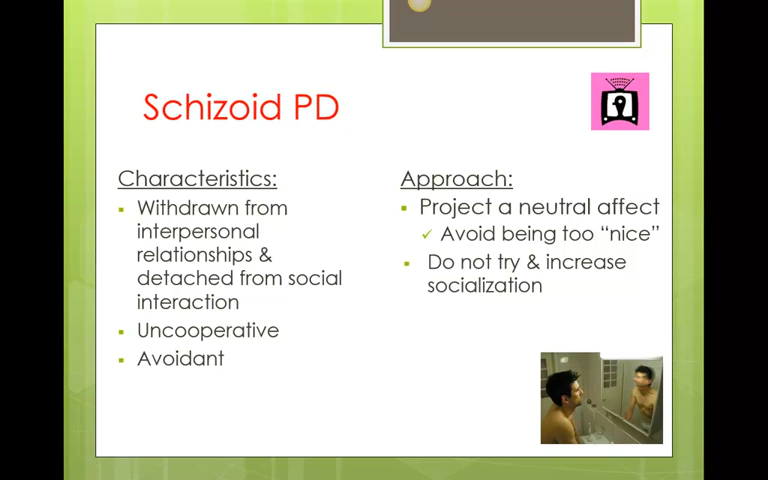 Schizoid PD
Characteristics:
Withdrawn from
interpersonal
relationships &
detached from social
interaction
Uncooperative
Avoidant
Approach:
Project a neutral affect
Avoid being too “nice”
Do not try & increase
socialization